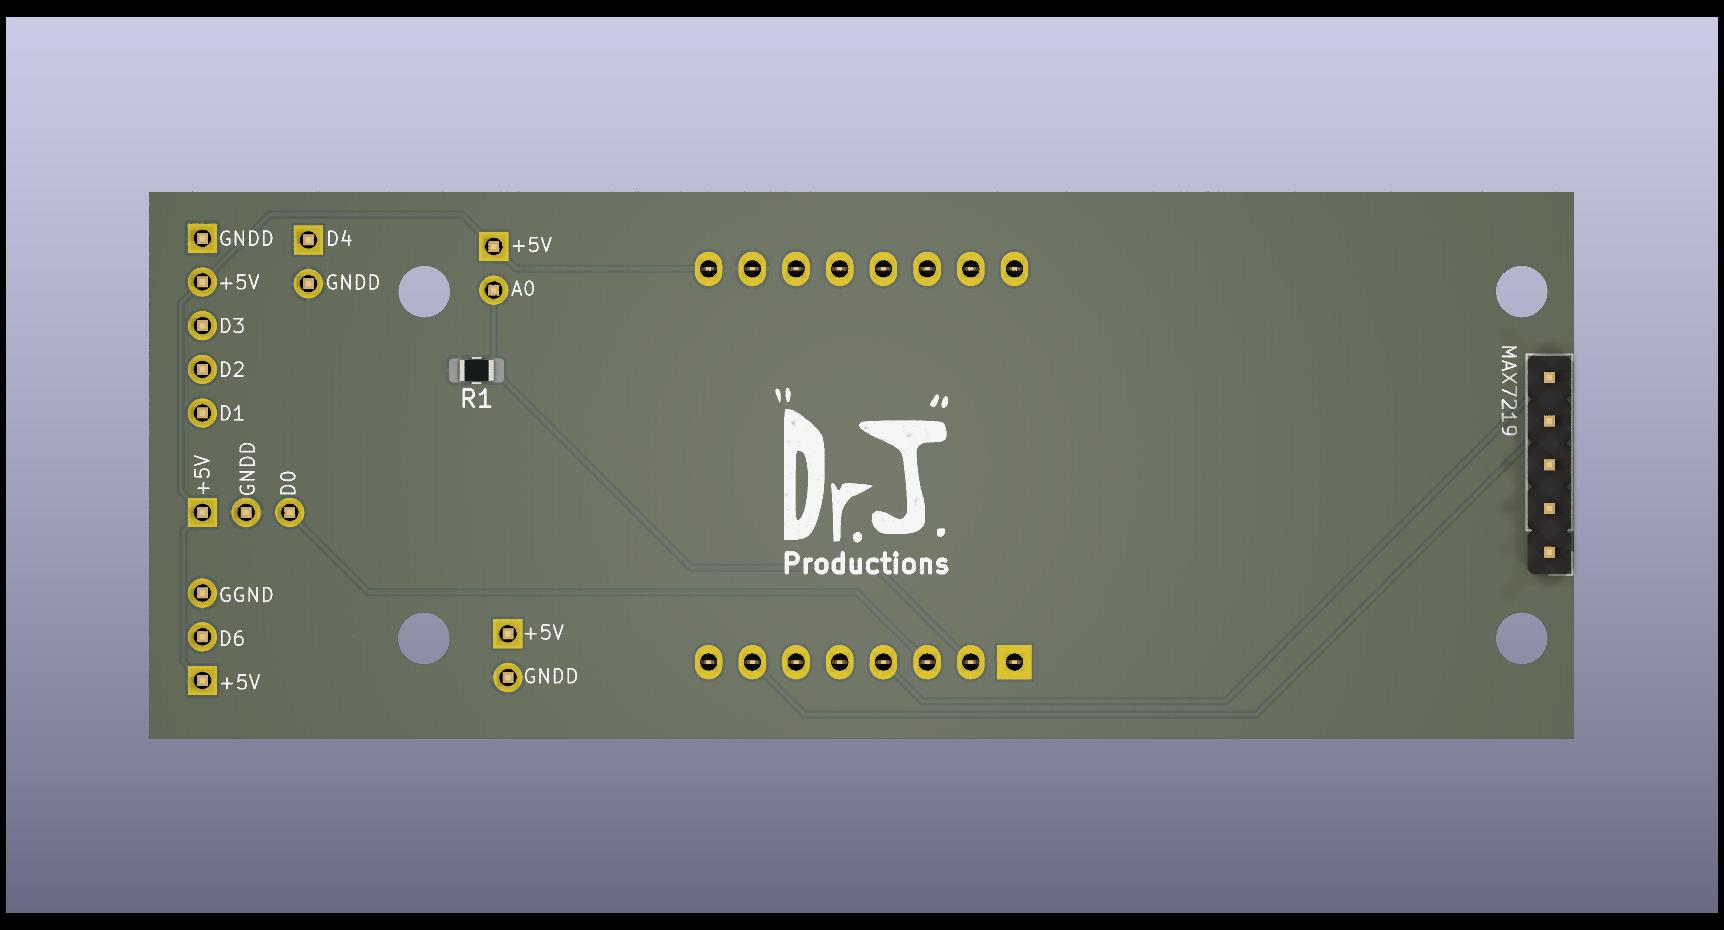 GNDD
D4
+5V
+5V
GNDD
A0
D3
D2
D1
R1
MAX7219
+5V
GNDD
D0
"Dr.J."
Productions
GGND
D6
+5V
+5V
GNDD